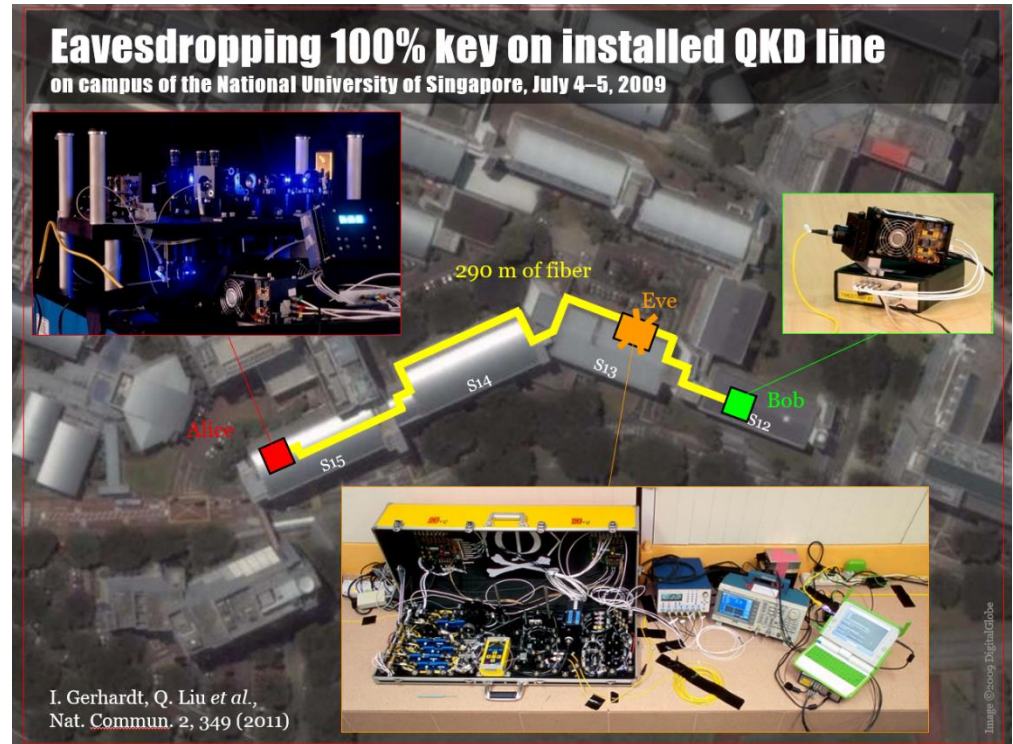 Eavesdropping 100% key on installed QKD line
on campus of the National University of Singapore, July 4–5, 2009
290 m of fiber
Eve
S13
S14
Bob
S12
Alice
S15
I. Gerhardt, Q. Liu et al.,
Nat. Commun. 2, 349 (2011)
Image ©2009 DigitalGlobe